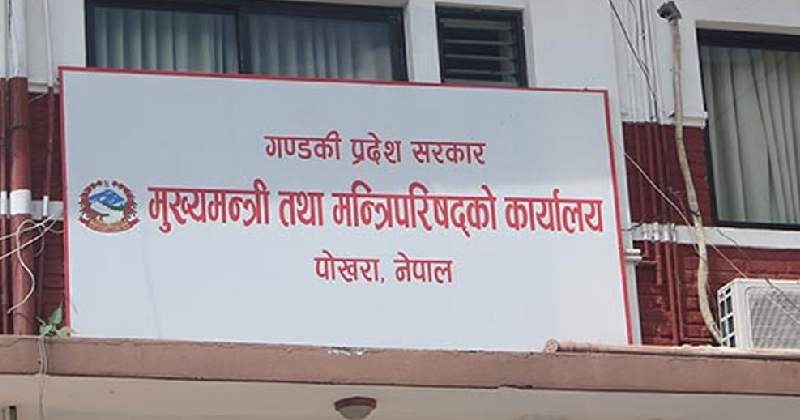 गण्डकी प्रदेश सरकार
मुख्यमन्त्री तथा मन्त्रिपरिषद्को कार्यालय
पोखरा, नेपाल